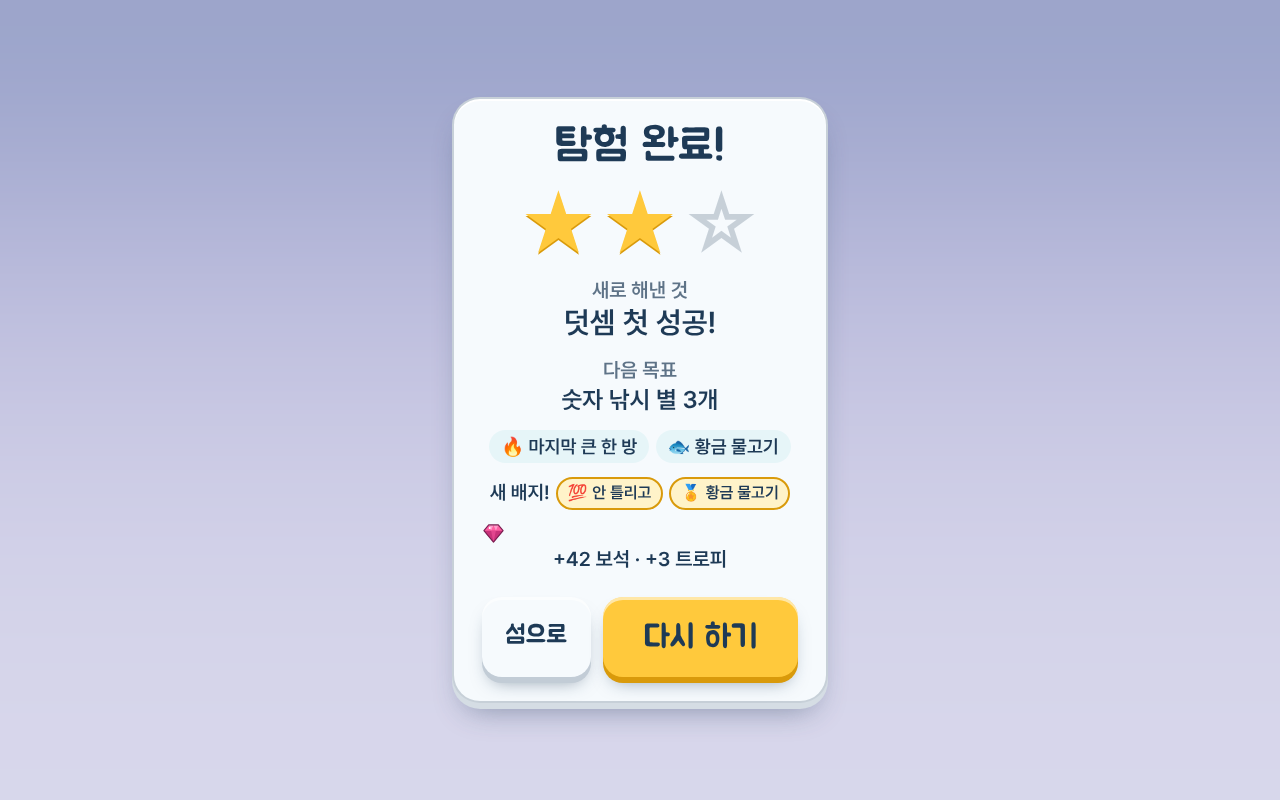 탐험 완료!
새로 해낸 것
덧셈 첫 성공!
다음 목표
숫자 낚시 별 3개
🔥 마지막 큰 한 방 🐟 황금 물고기
새 배지! 💯 안 틀리고 🏅 황금 물고기
+42 보석 · +3 트로피
섬으로 다시 하기